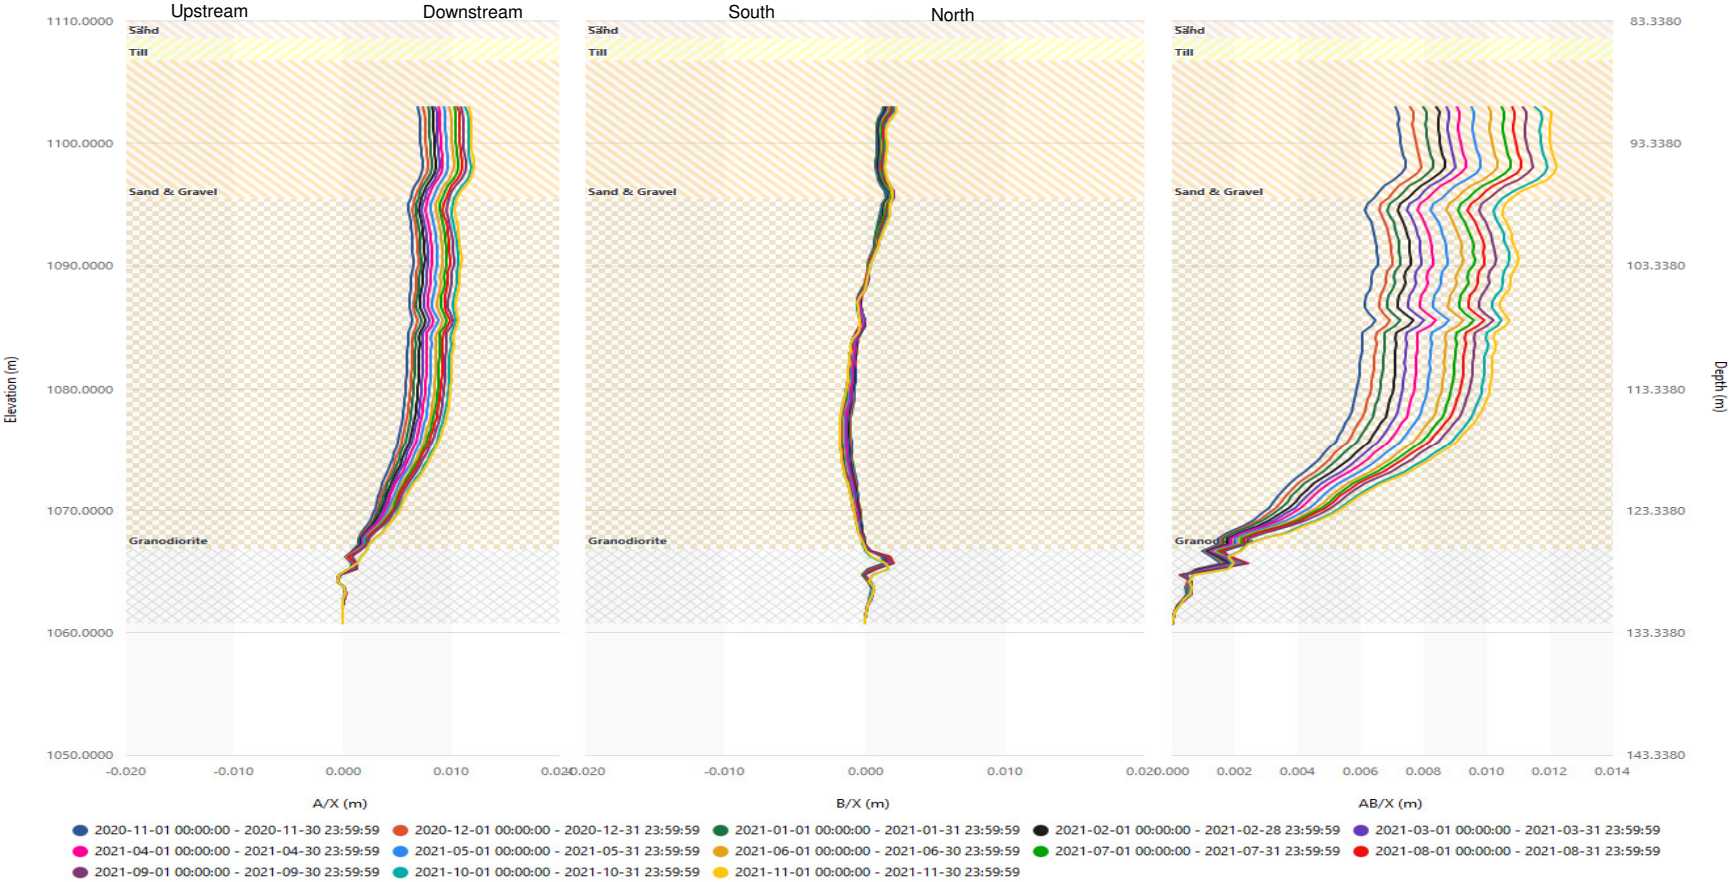 Upstream Downstream South North
1110.0000 Sand Sand Sand 83.3380
Till Till Till
1100.0000 93.3380
Sand & Gravel Sand & Gravel Sand & Gravel
1090.0000 103.3380
Elevation (m) Depth (m)
1080.0000 113.3380
1070.0000 123.3380
Granodiorite Granodiorite Granodiorite
1060.0000 133.3380
1050.0000 143.3380
-0.020 -0.010 0.000 0.010 0.020 -0.020 -0.010 0.000 0.010 0.020 0.000 0.002 0.004 0.006 0.008 0.010 0.012 0.014
A/X (m) B/X (m) AB/X (m)
2020-11-01 00:00:00 - 2020-11-30 23:59:59 2020-12-01 00:00:00 - 2020-12-31 23:59:59 2021-01-01 00:00:00 - 2021-01-31 23:59:59 2021-02-01 00:00:00 - 2021-02-28 23:59:59 2021-03-01 00:00:00 - 2021-03-31 23:59:59
2021-04-01 00:00:00 - 2021-04-30 23:59:59 2021-05-01 00:00:00 - 2021-05-31 23:59:59 2021-06-01 00:00:00 - 2021-06-30 23:59:59 2021-07-01 00:00:00 - 2021-07-31 23:59:59 2021-08-01 00:00:00 - 2021-08-31 23:59:59
2021-09-01 00:00:00 - 2021-09-30 23:59:59 2021-10-01 00:00:00 - 2021-10-31 23:59:59 2021-11-01 00:00:00 - 2021-11-30 23:59:59